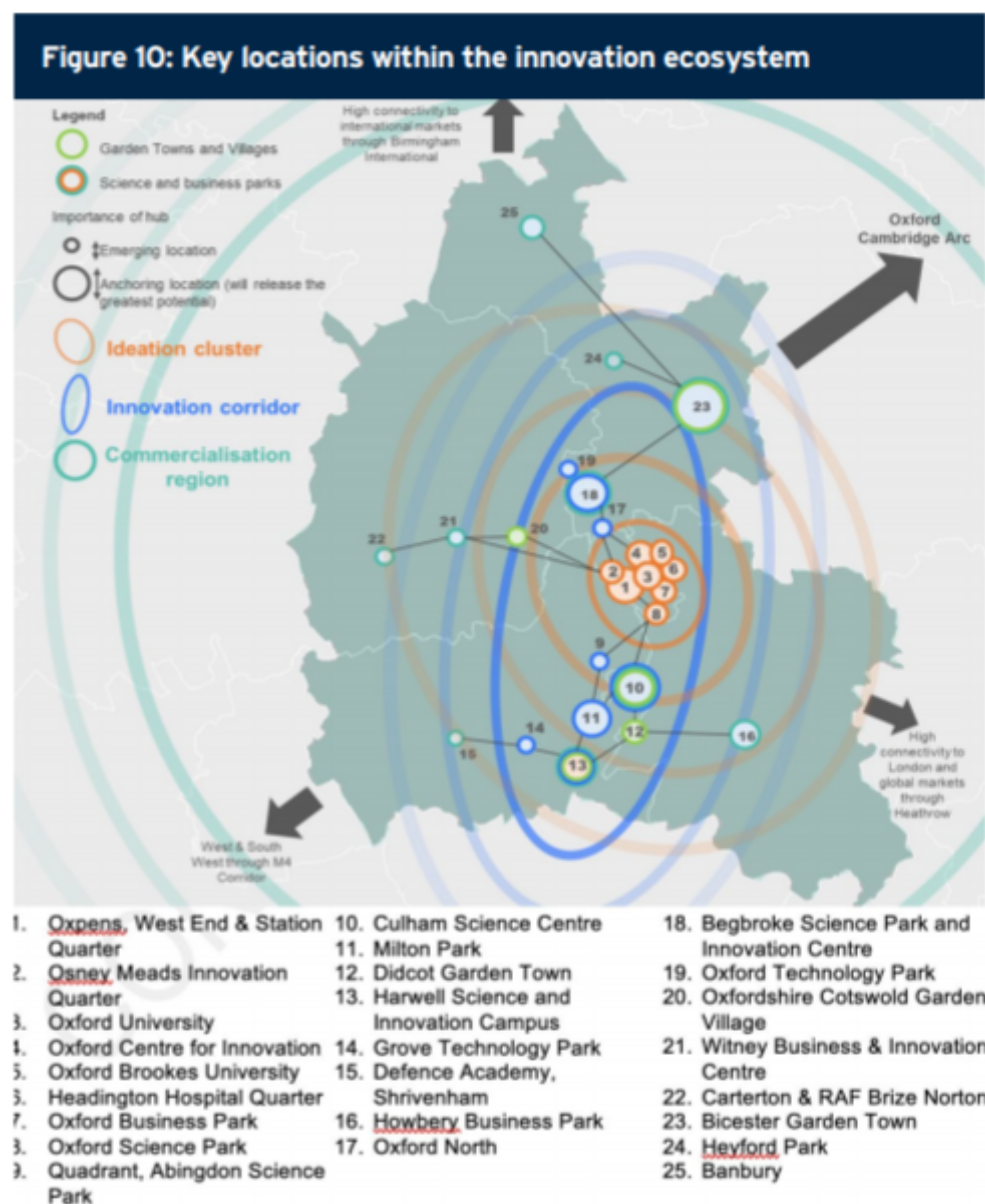 Figure 10: Key locations within the innovation ecosystem
Legend
Garden Towns and Villages
Science and business parks
Importance of hub
Emerging location
Anchoring location (will release the
greatest potential)
Ideation cluster
Innovation corridor
Commercialisation
region
High connectivity to
international markets
through Birmingham
International
Oxford
Cambridge Arc
25
24
23
19
18
17
20
21
22
4
5
2
3
6
1
7
8
9
10
11
12
14
13
15
16
High
connectivity to
London and
global markets
through
Heathrow
West & South
West through M4
Corridor
1. Oxpens, West End & Station
Quarter
2. Osney Meads Innovation
Quarter
3. Oxford University
4. Oxford Centre for Innovation
5. Oxford Brookes University
6. Headington Hospital Quarter
7. Oxford Business Park
8. Oxford Science Park
9. Quadrant, Abingdon Science
Park
10. Culham Science Centre
11. Milton Park
12. Didcot Garden Town
13. Harwell Science and
Innovation Campus
14. Grove Technology Park
15. Defence Academy,
Shrivenham
16. Howbery Business Park
17. Oxford North
18. Begbroke Science Park and
Innovation Centre
19. Oxford Technology Park
20. Oxfordshire Cotswold Garden
Village
21. Witney Business & Innovation
Centre
22. Carterton & RAF Brize Norton
23. Bicester Garden Town
24. Heyford Park
25. Banbury